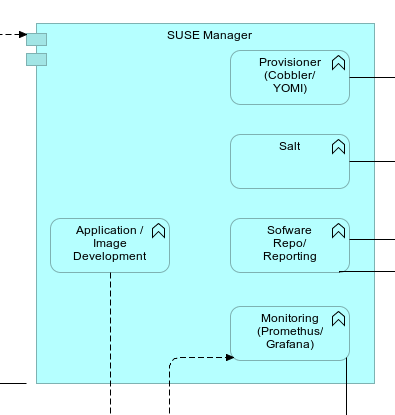 SUSE Manager
Provisioner
(Cobbler/
YOMI)
Salt
Application /
Image
Development
Sofware
Repo/
Reporting
Monitoring
(Promethus/
Grafana)